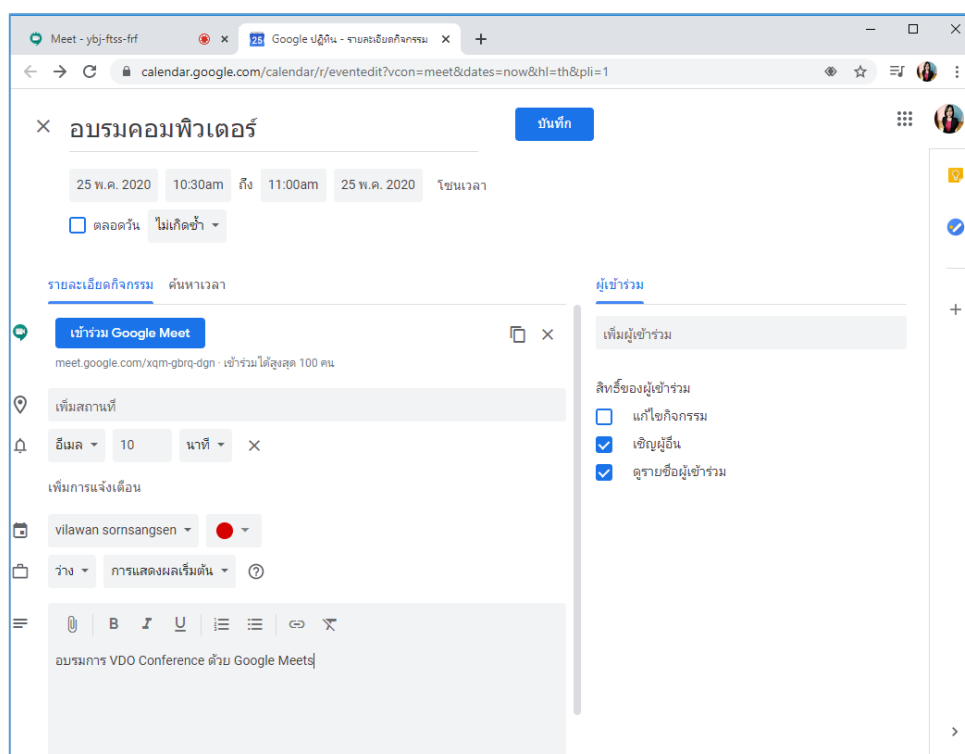 Meet - ybj-ftss-frf
25 Google ปฏิทิน - รายละเอียดกิจกรรม
calendar.google.com/calendar/r/eventedit?vcon=meet&dates=now&hl=th&pli=1
อบรมคอมพิวเตอร์
บันทึก
25 พ.ค. 2020 10:30am ถึง 11:00am 25 พ.ค. 2020 โซนเวลา
ตลอดวัน ไม่เกิดซ้ำ
รายละเอียดกิจกรรม ค้นหาเวลา
ผู้เข้าร่วม
เข้าร่วม Google Meet
เพิ่มผู้เข้าร่วม
meet.google.com/xqm-gbrq-dgn · เข้าร่วมได้สูงสุด 100 คน
สิทธิ์ของผู้เข้าร่วม
เพิ่มสถานที่
แก้ไขกิจกรรม
อีเมล 10 นาที
เชิญผู้อื่น
ดูรายชื่อผู้เข้าร่วม
เพิ่มการแจ้งเตือน
vilawan sornsangsen
ว่าง การแสดงผลเริ่มต้น
B I U
อบรมการ VDO Conference ด้วย Google Meets